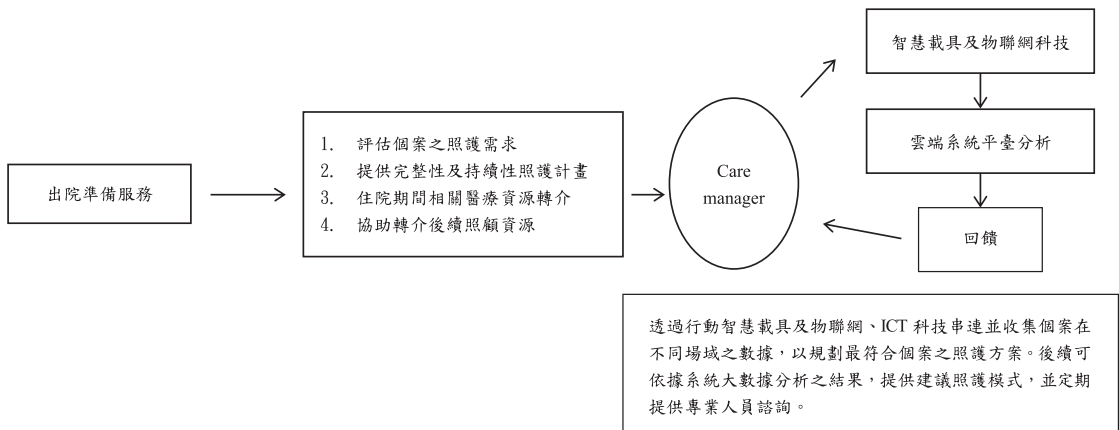 出院準備服務
1. 評估個案之照護需求
2. 提供完整性及持續性照護計畫
3. 住院期間相關醫療資源轉介
4. 協助轉介後續照顧資源
Care
manager
智慧載具及物聯網科技
雲端系統平臺分析
回饋
透過行動智慧載具及物聯網、ICT 科技串連並收集個案在
不同場域之數據，以規劃最符合個案之照護方案。後續可
依據系統大數據分析之結果，提供建議照護模式，並定期
提供專業人員諮詢。